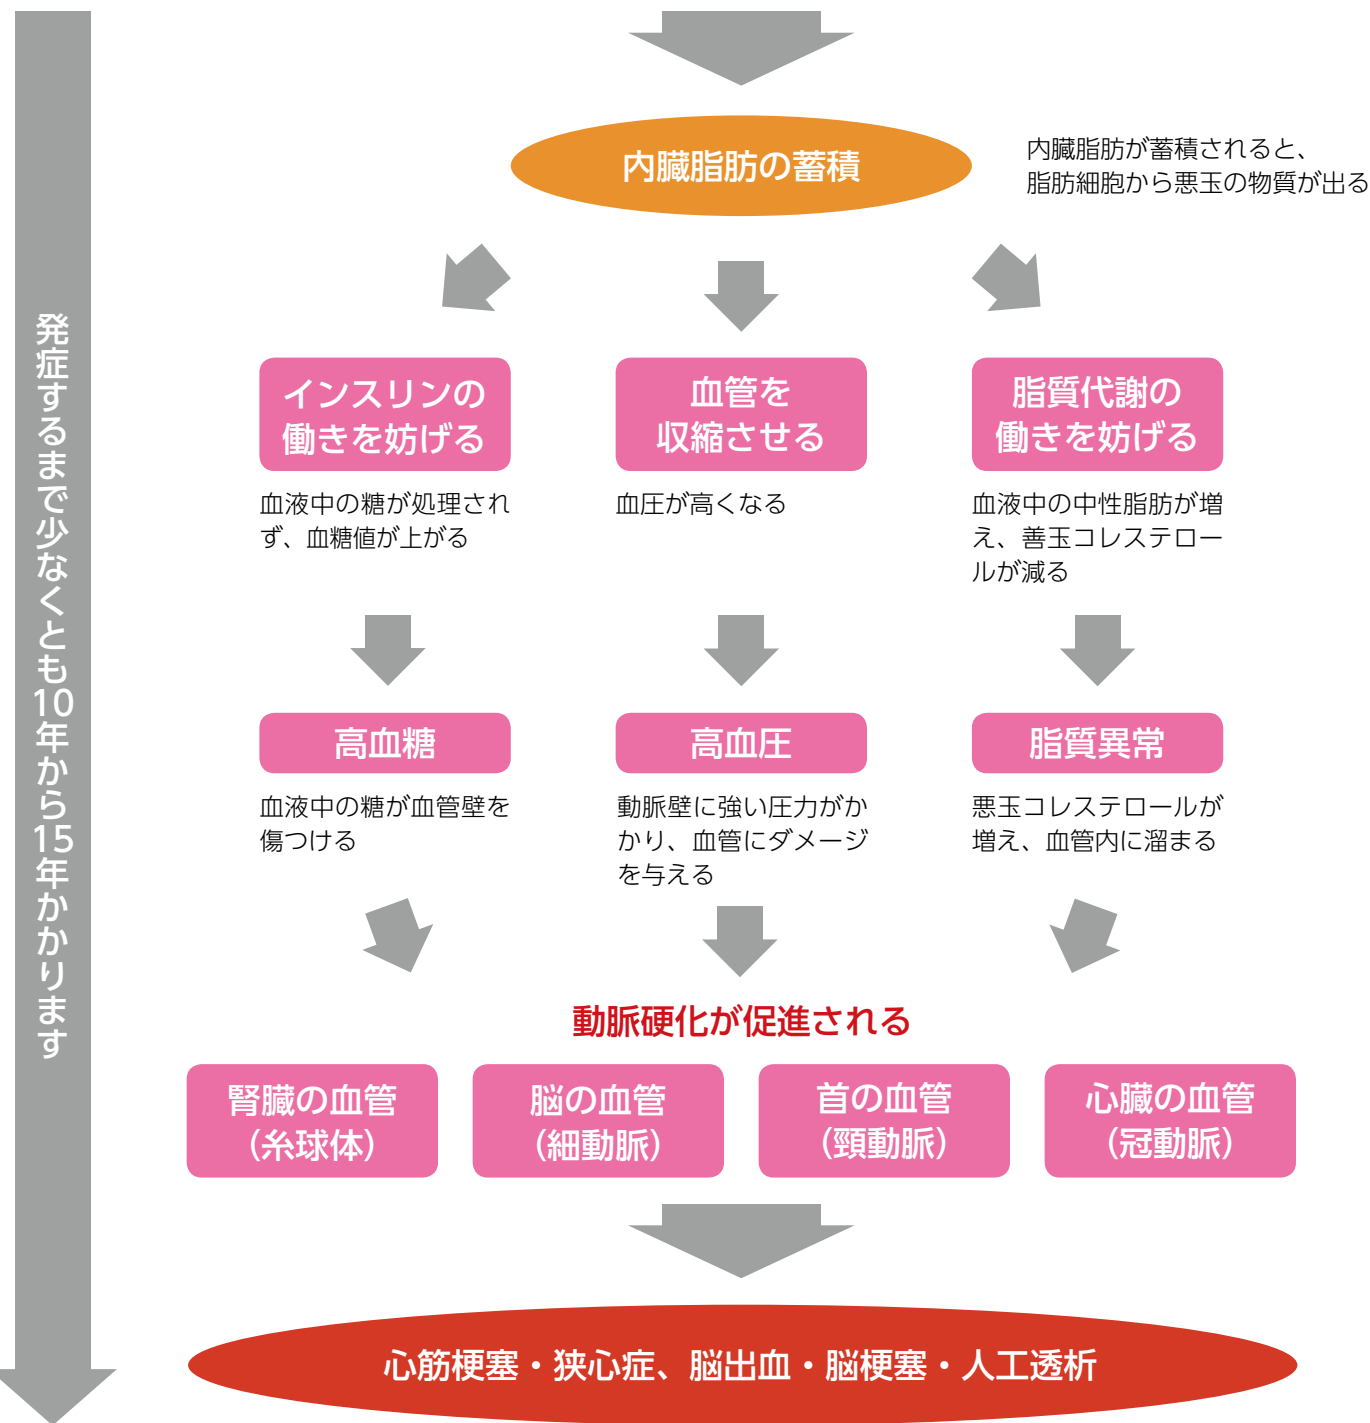 発症するまで少なくとも10年から15年かかります
内臓脂肪の蓄積
内臓脂肪が蓄積されると、
脂肪細胞から悪玉の物質が出る
インスリンの
働きを妨げる
血液中の糖が処理され
ず、血糖値が上がる
血管を
収縮させる
血圧が高くなる
脂質代謝の
働きを妨げる
血液中の中性脂肪が増
え、善玉コレステロー
ルが減る
高血糖
血液中の糖が血管壁を
傷つける
高血圧
動脈壁に強い圧力がか
かり、血管にダメージ
を与える
脂質異常
悪玉コレステロールが
増え、血管内に溜まる
動脈硬化が促進される
腎臓の血管
（糸球体）
脳の血管
（細動脈）
首の血管
（頸動脈）
心臓の血管
（冠動脈）
心筋梗塞・狭心症、脳出血・脳梗塞・人工透析